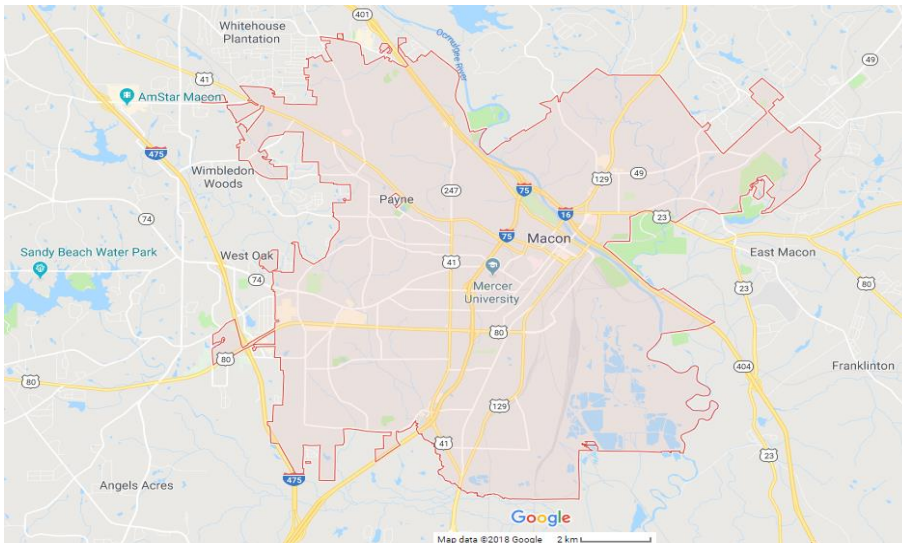 401
Whitehouse
Plantation
Ocmulgee
River
49
41
AmStar Macon
475
Wimbledon
Woods
129
49
247
75
Payne
16
23
74
75
Macon
Sandy Beach Water Park
West Oak
41
East Macon
74
Mercer
University
80
23
80
80
404
Franklinton
80
129
41
23
475
Angels Acres
Google
Map data ©2018 Google 2 km